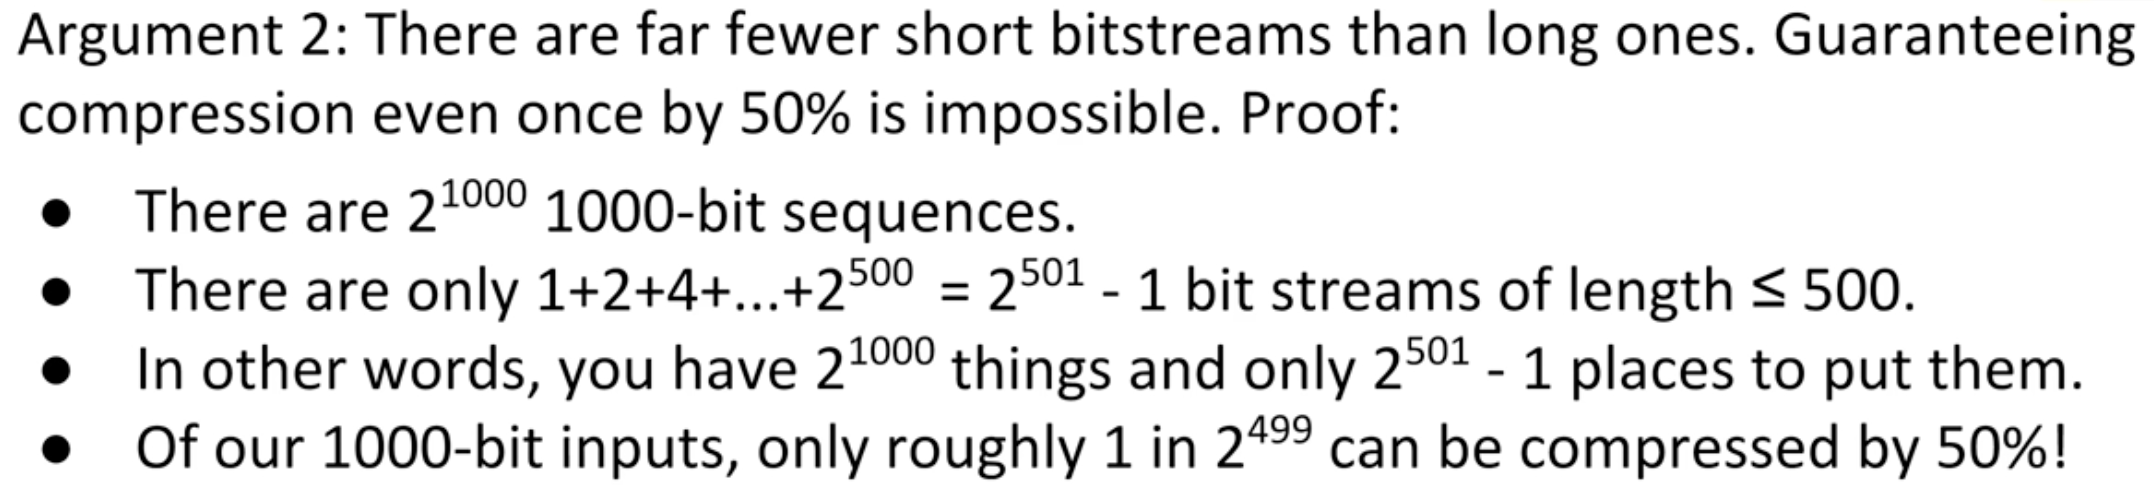 Argument 2: There are far fewer short bitstreams than long ones. Guaranteeing
compression even once by 50% is impossible. Proof:
● There are 2^1000 1000-bit sequences.
● There are only 1+2+4+...+2^500 = 2^501 - 1 bit streams of length ≤ 500.
● In other words, you have 2^1000 things and only 2^501 - 1 places to put them.
● Of our 1000-bit inputs, only roughly 1 in 2^499 can be compressed by 50%!